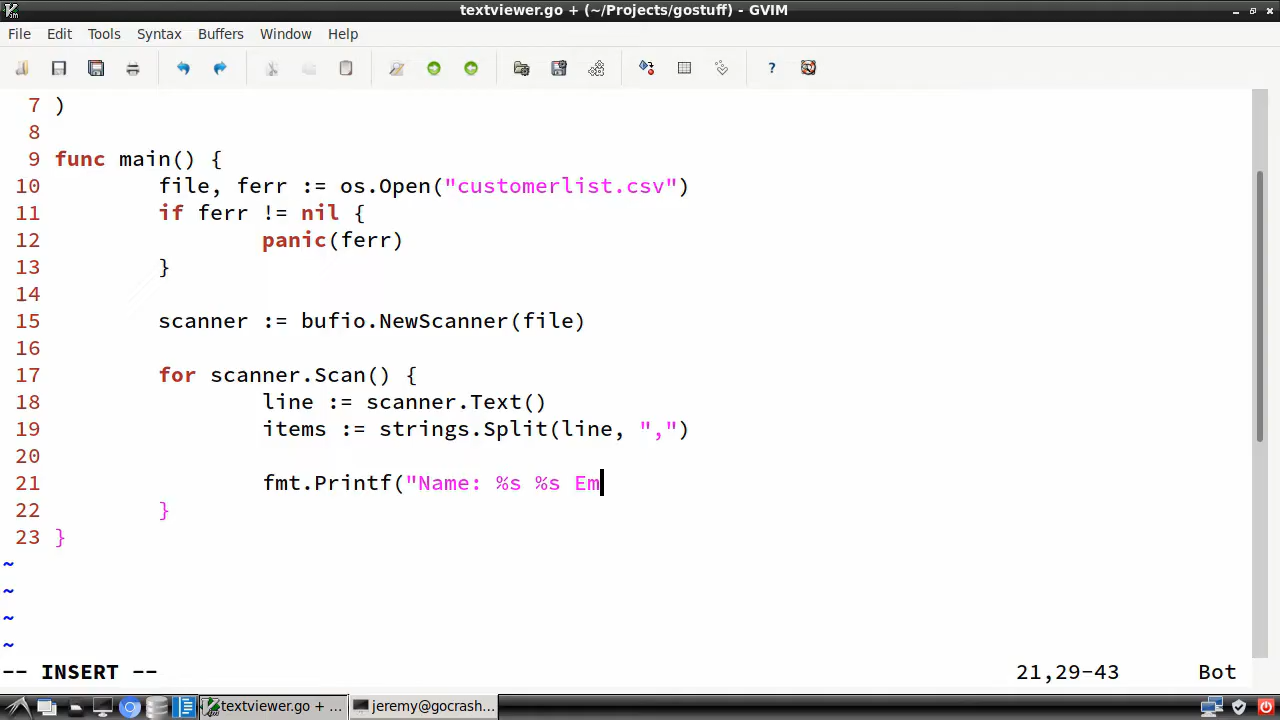 textviewer.go + (~/Projects/gostuff) - GVIM
File Edit Tools Syntax Buffers Window Help
7 )
8
9 func main() {
10 file, ferr := os.Open("customerlist.csv")
11 if ferr != nil {
12 panic(ferr)
13 }
14
15 scanner := bufio.NewScanner(file)
16
17 for scanner.Scan() {
18 line := scanner.Text()
19 items := strings.Split(line, ",")
20
21 fmt.Printf("Name: %s %s Em
22 }
23 }
~
~
~
~
-- INSERT -- 21,29-43 Bot
textviewer.go + ... jeremy@gocrash...